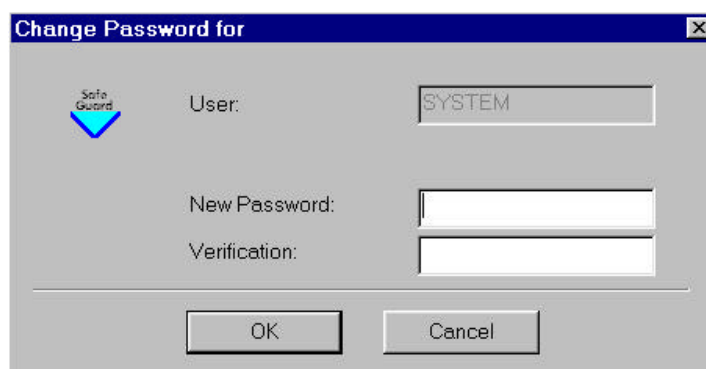 Change Password for
Safe
Guard
User:
SYSTEM
New Password:
Verification:
OK
Cancel